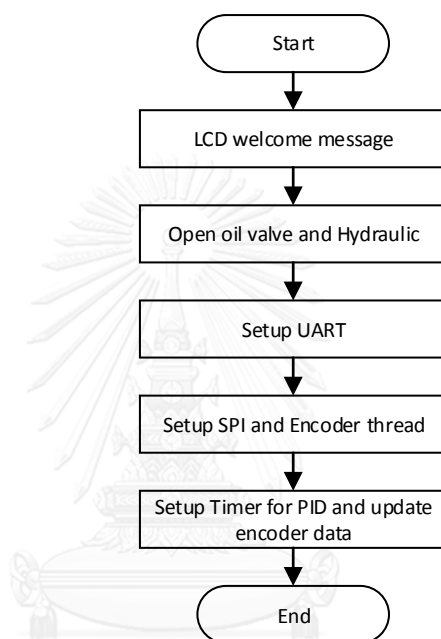 Start
LCD welcome message
Open oil valve and Hydraulic
Setup UART
Setup SPI and Encoder thread
Setup Timer for PID and update
encoder data
End